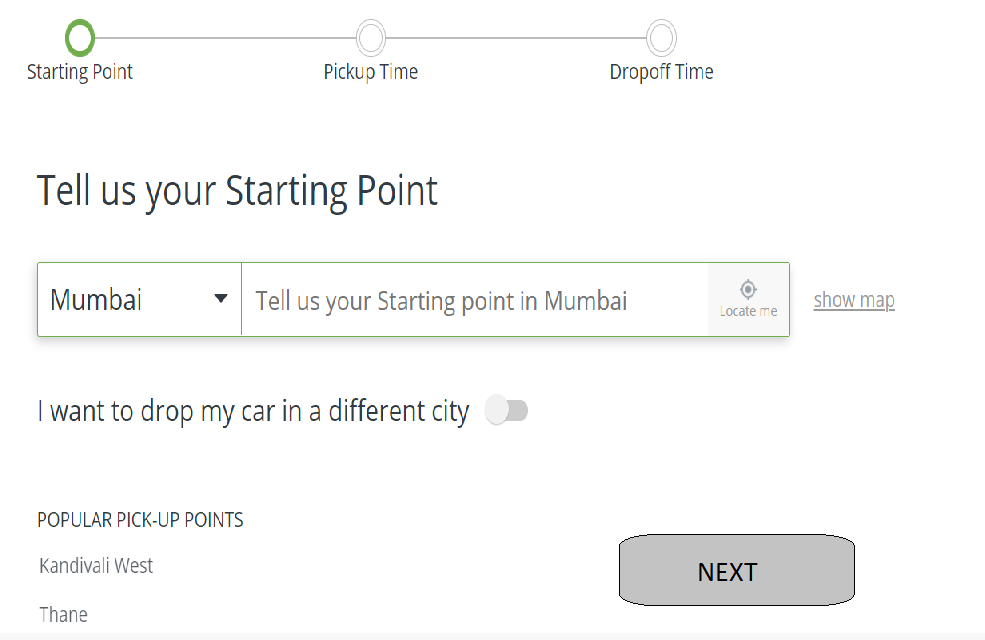 Starting Point
Pickup Time
Dropoff Time
Tell us your Starting Point
Mumbai
Tell us your Starting point in Mumbai
Locate me
show map
I want to drop my car in a different city
POPULAR PICK-UP POINTS
Kandivali West
NEXT
Thane